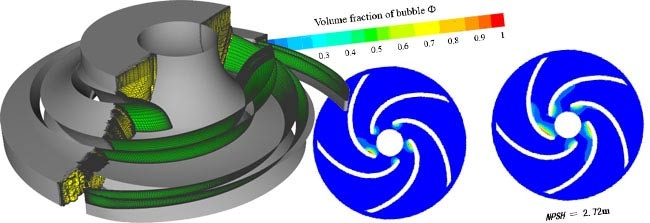 Volume fraction of bubble Φ
0.3 0.4 0.5 0.6 0.7 0.8 0.9 1
NPSH = 2.72m